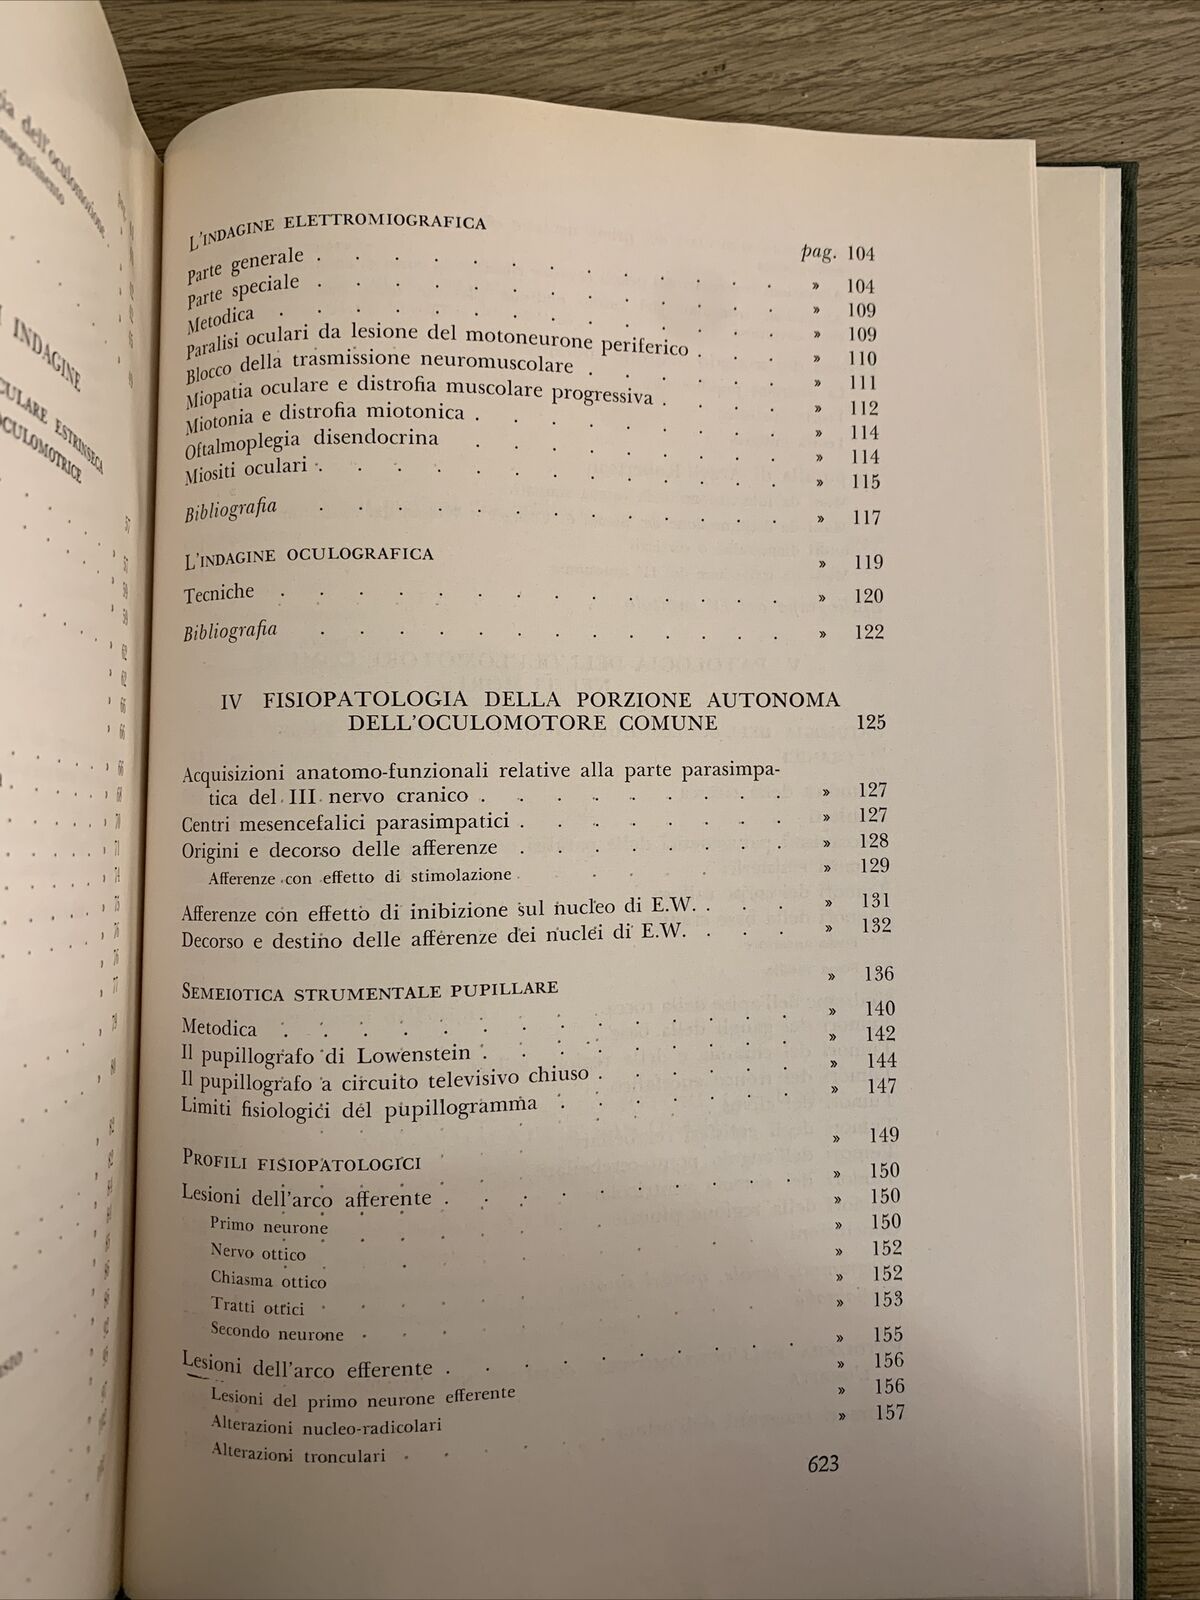 dell'oculomozione
inseguimento
INDAGINE
CULARE ESTRINSECA
OCULOMOTRICE
L'INDAGINE ELETTROMIOGRAFICA pag. 104
Parte generale . . . . . . . . . . » 104
Parte speciale . . . . . . . . . . » 109
Metodica . . . . . . . . . . » 109
Paralisi oculari da lesione del motoneurone periferico . . . » 110
Blocco della trasmissione neuromuscolare . . . . . » 111
Miopatia oculare e distrofia muscolare progressiva . . . . » 112
Miotonia e distrofia miotonica . . . . . . . . » 114
Oftalmoplegia disendocrina . . . . . . . . » 114
Miositi oculari . . . . . . . . . . » 115
Bibliografia . . . . . . . . . . » 117
L'INDAGINE OCULOGRAFICA » 119
Tecniche . . . . . . . . . . . » 120
Bibliografia . . . . . . . . . . » 122
IV FISIOPATOLOGIA DELLA PORZIONE AUTONOMA
DELL'OCULOMOTORE COMUNE 125
Acquisizioni anatomo-funzionali relative alla parte parasimpa-
tica del III nervo cranico . . . . . . . . » 127
Centri mesencefalici parasimpatici . . . . . . . » 127
Origini e decorso delle afferenze . . . . . . . » 128
Afferenze con effetto di stimolazione . . . . . » 129
Afferenze con effetto di inibizione sul nucleo di E.W. . . . » 131
Decorso e destino delle afferenze dei nuclei di E.W. . . . » 132
SEMEIOTICA STRUMENTALE PUPILLARE » 136
Metodica . . . . . . . . . . . » 140
Il pupillografo di Lowenstein . . . . . . . . » 142
Il pupillografo a circuito televisivo chiuso . . . . . . » 144
Limiti fisiologici del pupillogramma . . . . . . » 147
PROFILI FISIOPATOLOGICI » 149
Lesioni dell'arco afferente . . . . . . . . » 150
Primo neurone » 150
Nervo ottico » 150
Chiasma ottico » 152
Tratti ottici » 152
Secondo neurone » 153
Lesioni dell'arco efferente . . . . . . . . » 155
Lesioni del primo neurone efferente » 156
Alterazioni nucleo-radicolari » 156
Alterazioni tronculari » 157
623